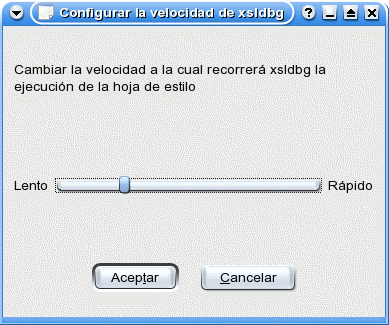 Configurar la velocidad de xsldbg
Cambiar la velocidad a la cual recorrerá xsldbg la
ejecución de la hoja de estilo
Lento Rápido
Aceptar Cancelar